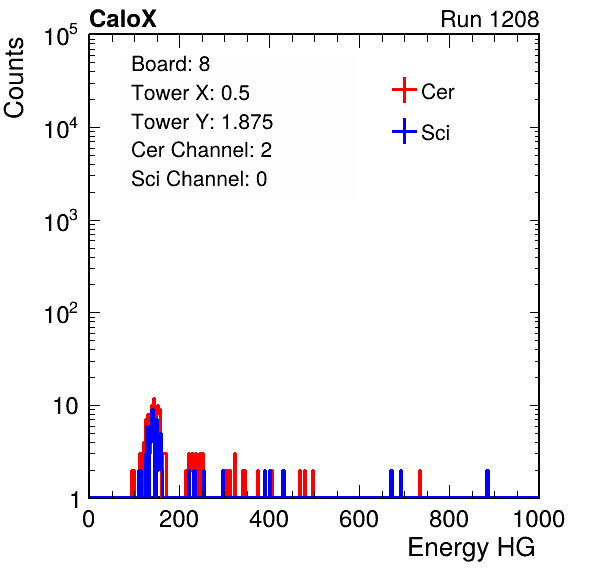 CaloX Run 1208
Counts
10^5
10^4
10^3
10^2
10
1
Board: 8
Tower X: 0.5
Tower Y: 1.875
Cer Channel: 2
Sci Channel: 0
Cer
Sci
0 200 400 600 800 1000
Energy HG